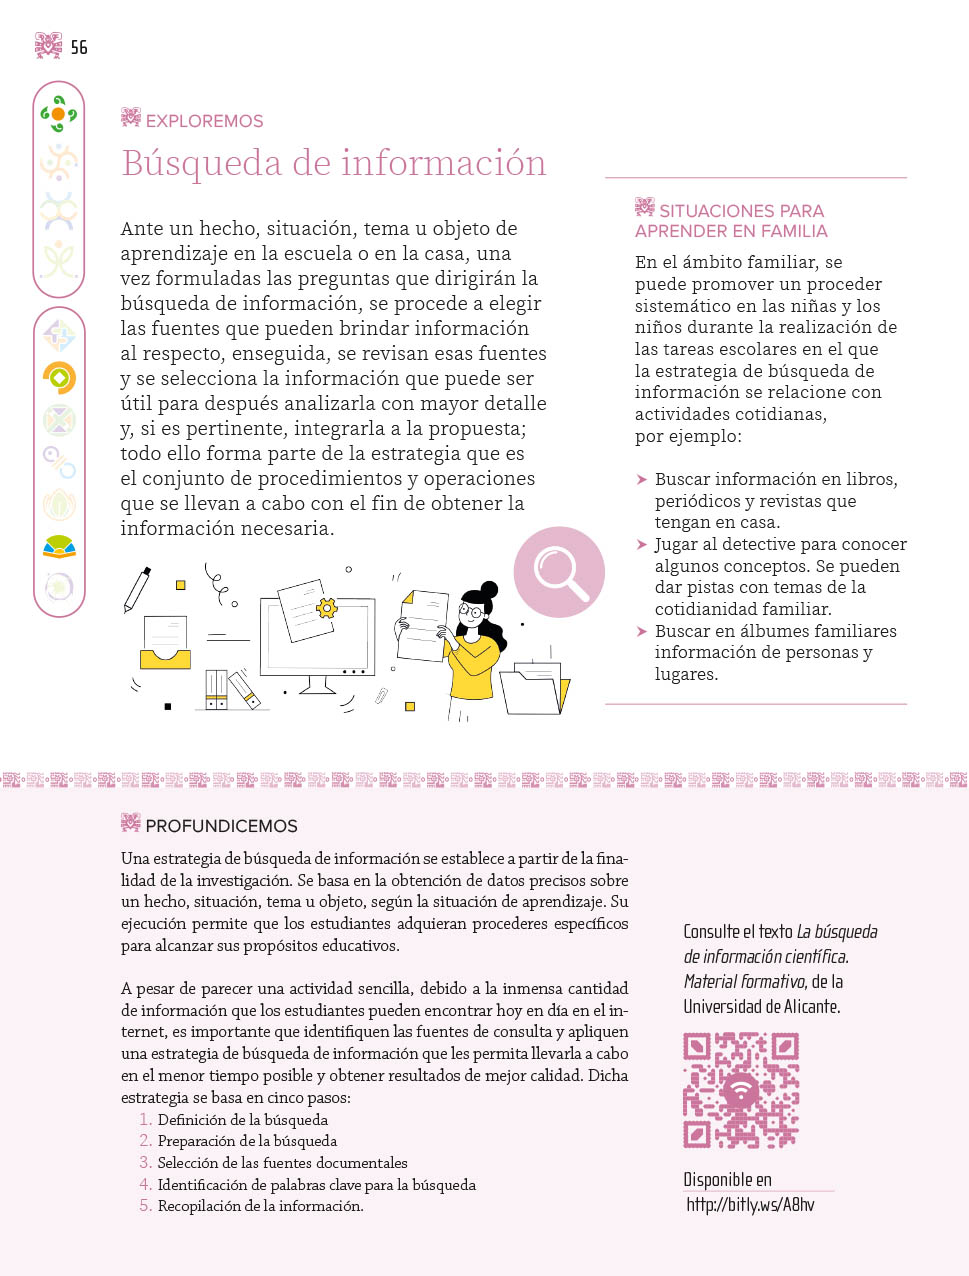 56
EXPLOREMOS
Búsqueda de información
Ante un hecho, situación, tema u objeto de
aprendizaje en la escuela o en la casa, una
vez formuladas las preguntas que dirigirán la
búsqueda de información, se procede a elegir
las fuentes que pueden brindar información
al respecto, enseguida, se revisan esas fuentes
y se selecciona la información que puede ser
útil para después analizarla con mayor detalle
y, si es pertinente, integrarla a la propuesta;
todo ello forma parte de la estrategia que es
el conjunto de procedimientos y operaciones
que se llevan a cabo con el fin de obtener la
información necesaria.
SITUACIONES PARA
APRENDER EN FAMILIA
En el ámbito familiar, se
puede promover un proceder
sistemático en las niñas y los
niños durante la realización de
las tareas escolares en el que
la estrategia de búsqueda de
información se relacione con
actividades cotidianas,
por ejemplo:
➤ Buscar información en libros,
periódicos y revistas que
tengan en casa.
➤ Jugar al detective para conocer
algunos conceptos. Se pueden
dar pistas con temas de la
cotidianidad familiar.
➤ Buscar en álbumes familiares
información de personas y
lugares.
PROFUNDICEMOS
Una estrategia de búsqueda de información se establece a partir de la fina-
lidad de la investigación. Se basa en la obtención de datos precisos sobre
un hecho, situación, tema u objeto, según la situación de aprendizaje. Su
ejecución permite que los estudiantes adquieran procederes específicos
para alcanzar sus propósitos educativos.
A pesar de parecer una actividad sencilla, debido a la inmensa cantidad
de información que los estudiantes pueden encontrar hoy en día en el in-
ternet, es importante que identifiquen las fuentes de consulta y apliquen
una estrategia de búsqueda de información que les permita llevarla a cabo
en el menor tiempo posible y obtener resultados de mejor calidad. Dicha
estrategia se basa en cinco pasos:
1. Definición de la búsqueda
2. Preparación de la búsqueda
3. Selección de las fuentes documentales
4. Identificación de palabras clave para la búsqueda
5. Recopilación de la información.
Consulte el texto La búsqueda
de información científica.
Material formativo, de la
Universidad de Alicante.
Disponible en
http://bitly.ws/A8hv